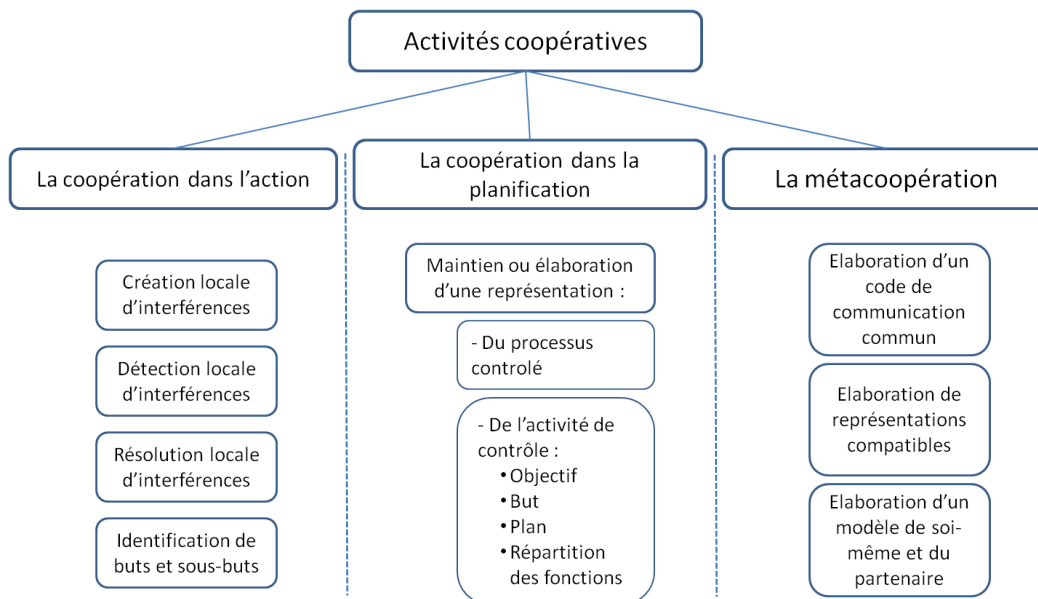 Activités coopératives
La coopération dans l'action
La coopération dans la
planification
La métacoopération
Création locale
d'interférences
Détection locale
d'interférences
Résolution locale
d'interférences
Identification de
buts et sous-buts
Maintien ou élaboration
d'une représentation :
- Du processus
controlé
- De l'activité de
contrôle :
• Objectif
• But
• Plan
• Répartition
des fonctions
Elaboration d'un
code de
communication
commun
Elaboration de
représentations
compatibles
Elaboration d'un
modèle de soi-
même et du
partenaire